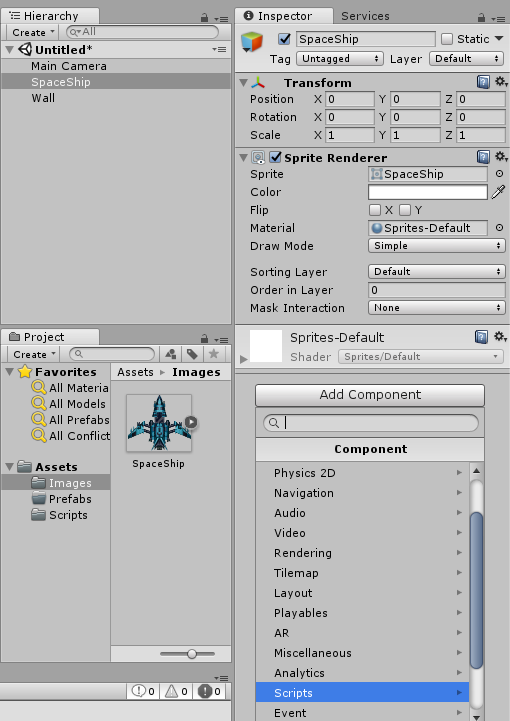 Hierarchy
Create All
Untitled*
Main Camera
SpaceShip
Wall
Project
Create
Favorites
All Materia
All Models
All Prefabs
All Conflict
Assets
Images
Prefabs
Scripts
Assets Images
SpaceShip
0 0 0
Inspector Services
SpaceShip Static
Tag Untagged Layer Default
Transform
Position X 0 Y 0 Z 0
Rotation X 0 Y 0 Z 0
Scale X 1 Y 1 Z 1
Sprite Renderer
Sprite SpaceShip
Color
Flip X Y
Material Sprites-Default
Draw Mode Simple
Sorting Layer Default
Order in Layer 0
Mask Interaction None
Sprites-Default
Shader Sprites/Default
Add Component
Component
Physics 2D
Navigation
Audio
Video
Rendering
Tilemap
Layout
Playables
AR
Miscellaneous
Analytics
Scripts
Event